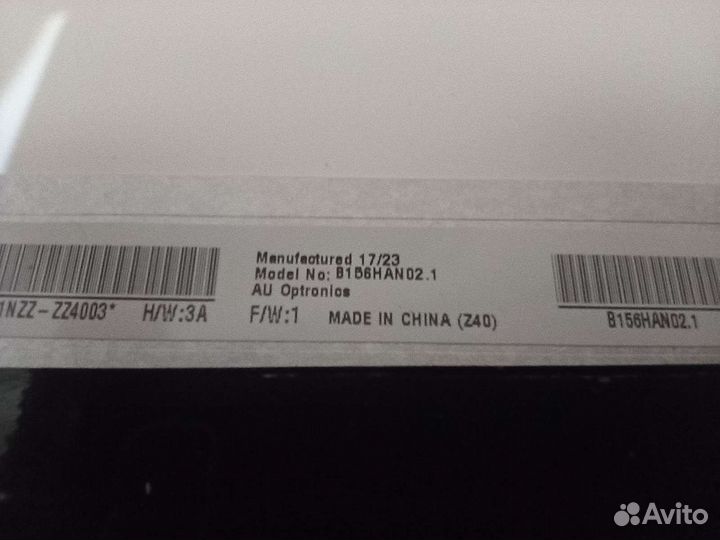 Manufactured 17/23
Model No: B156HAN02.1
AU Optronics
1NZZ-ZZ4003* H/W:3A F/W:1 MADE IN CHINA (Z40) B156HAN02.1
Avito